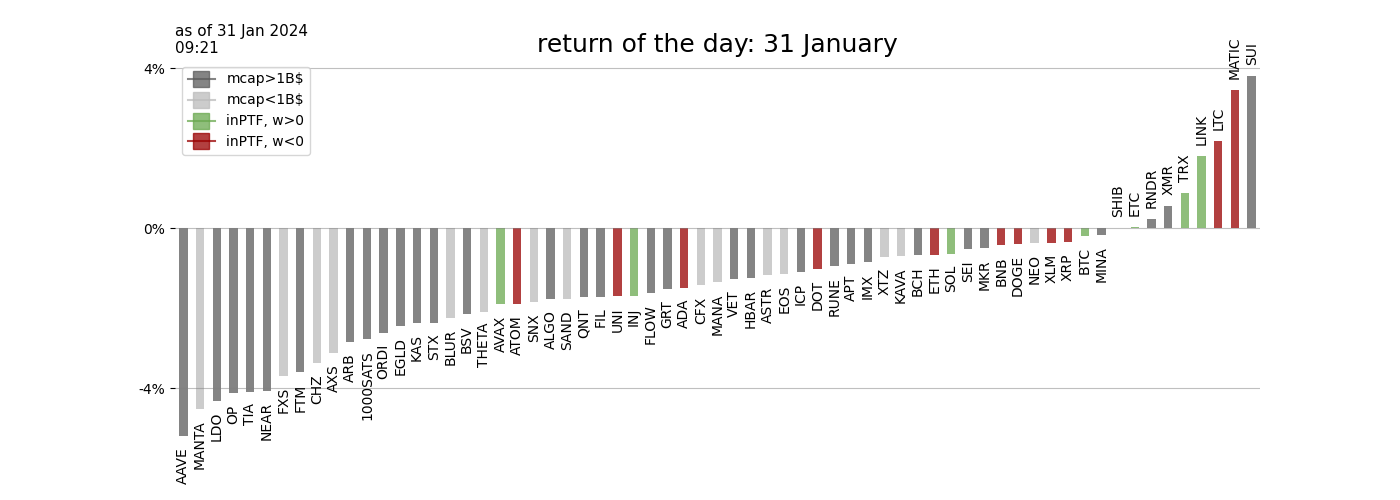 as of 31 Jan 2024
09:21
return of the day: 31 January
mcap>1B$
mcap<1B$
inPTF, w>0
inPTF, w<0
4%
0%
-4%
AAVE
MANTA
LDO
OP
TIA
NEAR
FXS
FTM
CHZ
AXS
ARB
1000SATS
ORDI
EGLD
KAS
STX
BLUR
BSV
THETA
AVAX
ATOM
SNX
ALGO
SAND
QNT
FIL
UNI
INJ
FLOW
GRT
ADA
CFX
MANA
VET
HBAR
ASTR
EOS
ICP
DOT
RUNE
APT
IMX
XTZ
KAVA
BCH
ETH
SOL
SEI
MKR
BNB
DOGE
NEO
XLM
XRP
BTC
MINA
SHIB
ETC
RNDR
XMR
TRX
LINK
LTC
MATIC
SUI